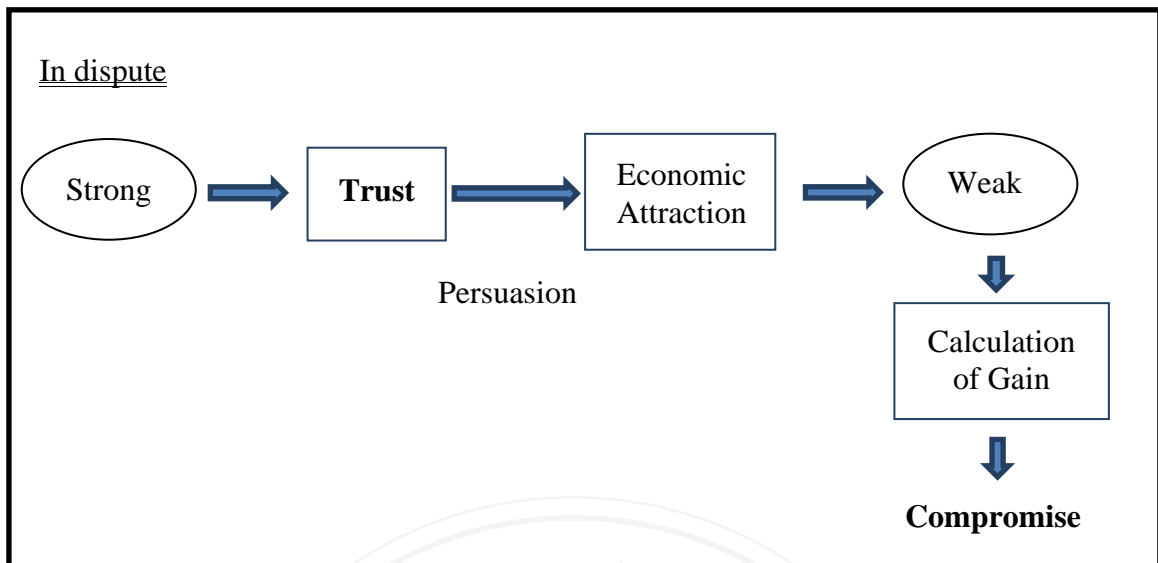 In dispute
Strong
Trust
Economic
Attraction
Weak
Persuasion
Calculation
of Gain
Compromise